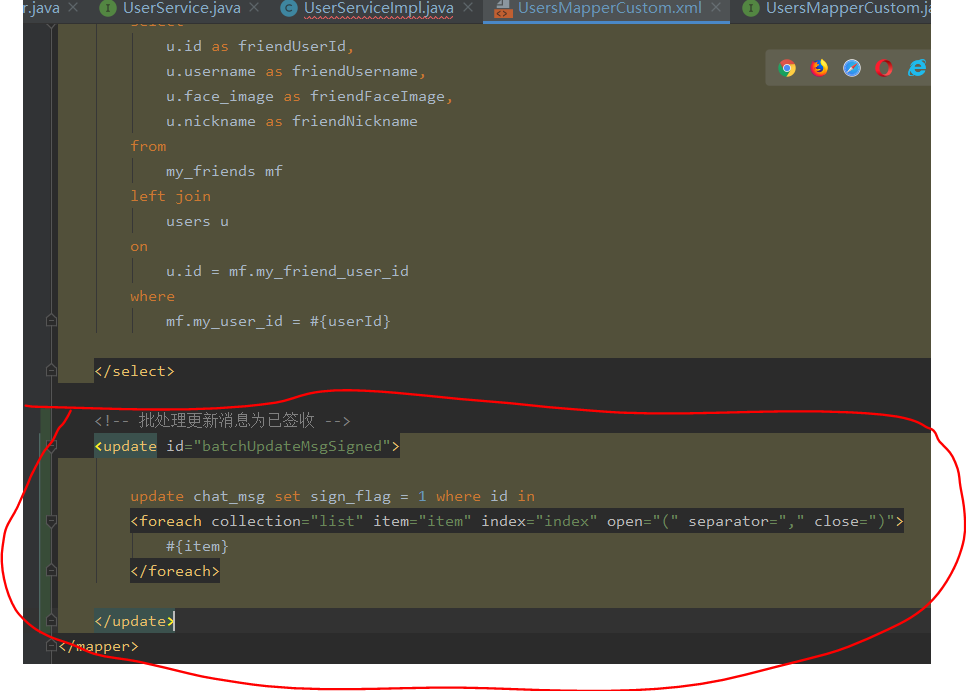 r.java
UserService.java
UserServiceImpl.java
UsersMapperCustom.xml
UsersMapperCustom.ja
select
u.id as friendUserId,
u.username as friendUsername,
u.face_image as friendFaceImage,
u.nickname as friendNickname
from
my_friends mf
left join
users u
on
u.id = mf.my_friend_user_id
where
mf.my_user_id = #{userId}
</select>
<!-- 批处理更新消息为已签收 -->
<update id="batchUpdateMsgSigned">
update chat_msg set sign_flag = 1 where id in
<foreach collection="list" item="item" index="index" open="(" separator="," close=")">
#{item}
</foreach>
</update>
</mapper>